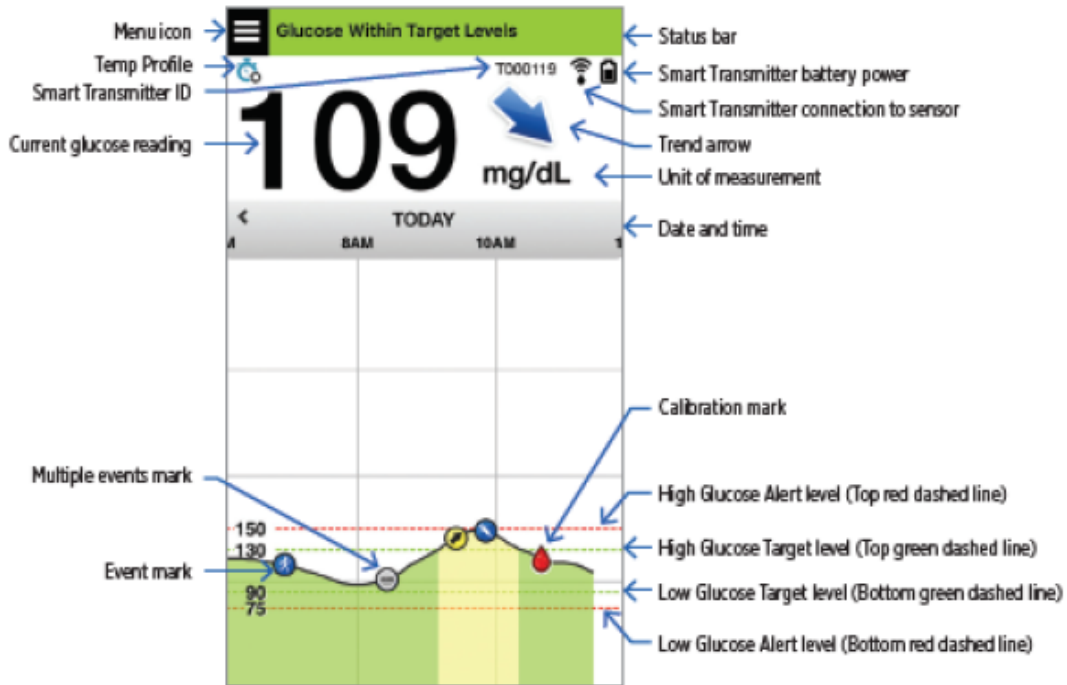 Menu icon
Glucose Within Target Levels
Status bar
Temp Profile
T000119
Smart Transmitter battery power
Smart Transmitter ID
Smart Transmitter connection to sensor
109
Current glucose reading
Trend arrow
mg/dL
Unit of measurement
< TODAY
Date and time
8AM 10AM
Calibration mark
Multiple events mark
High Glucose Alert level (Top red dashed line)
150
130
High Glucose Target level (Top green dashed line)
Event mark
90
Low Glucose Target level (Bottom green dashed line)
75
Low Glucose Alert level (Bottom red dashed line)